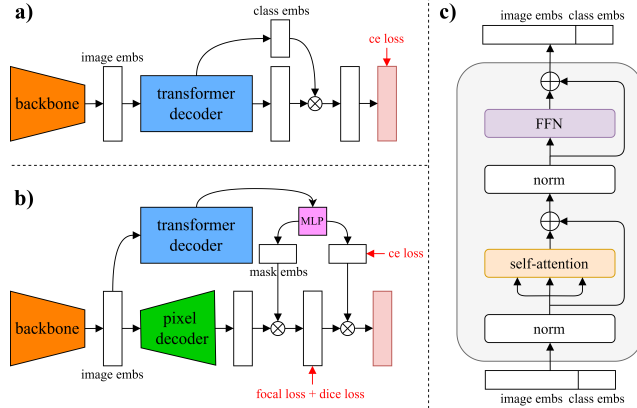 a)
class embs
image embs
ce loss
backbone
transformer
decoder
b)
transformer
decoder
MLP
mask embs
ce loss
backbone
pixel
decoder
image embs
focal loss + dice loss
c)
image embs class embs
FFN
norm
self-attention
norm
image embs class embs